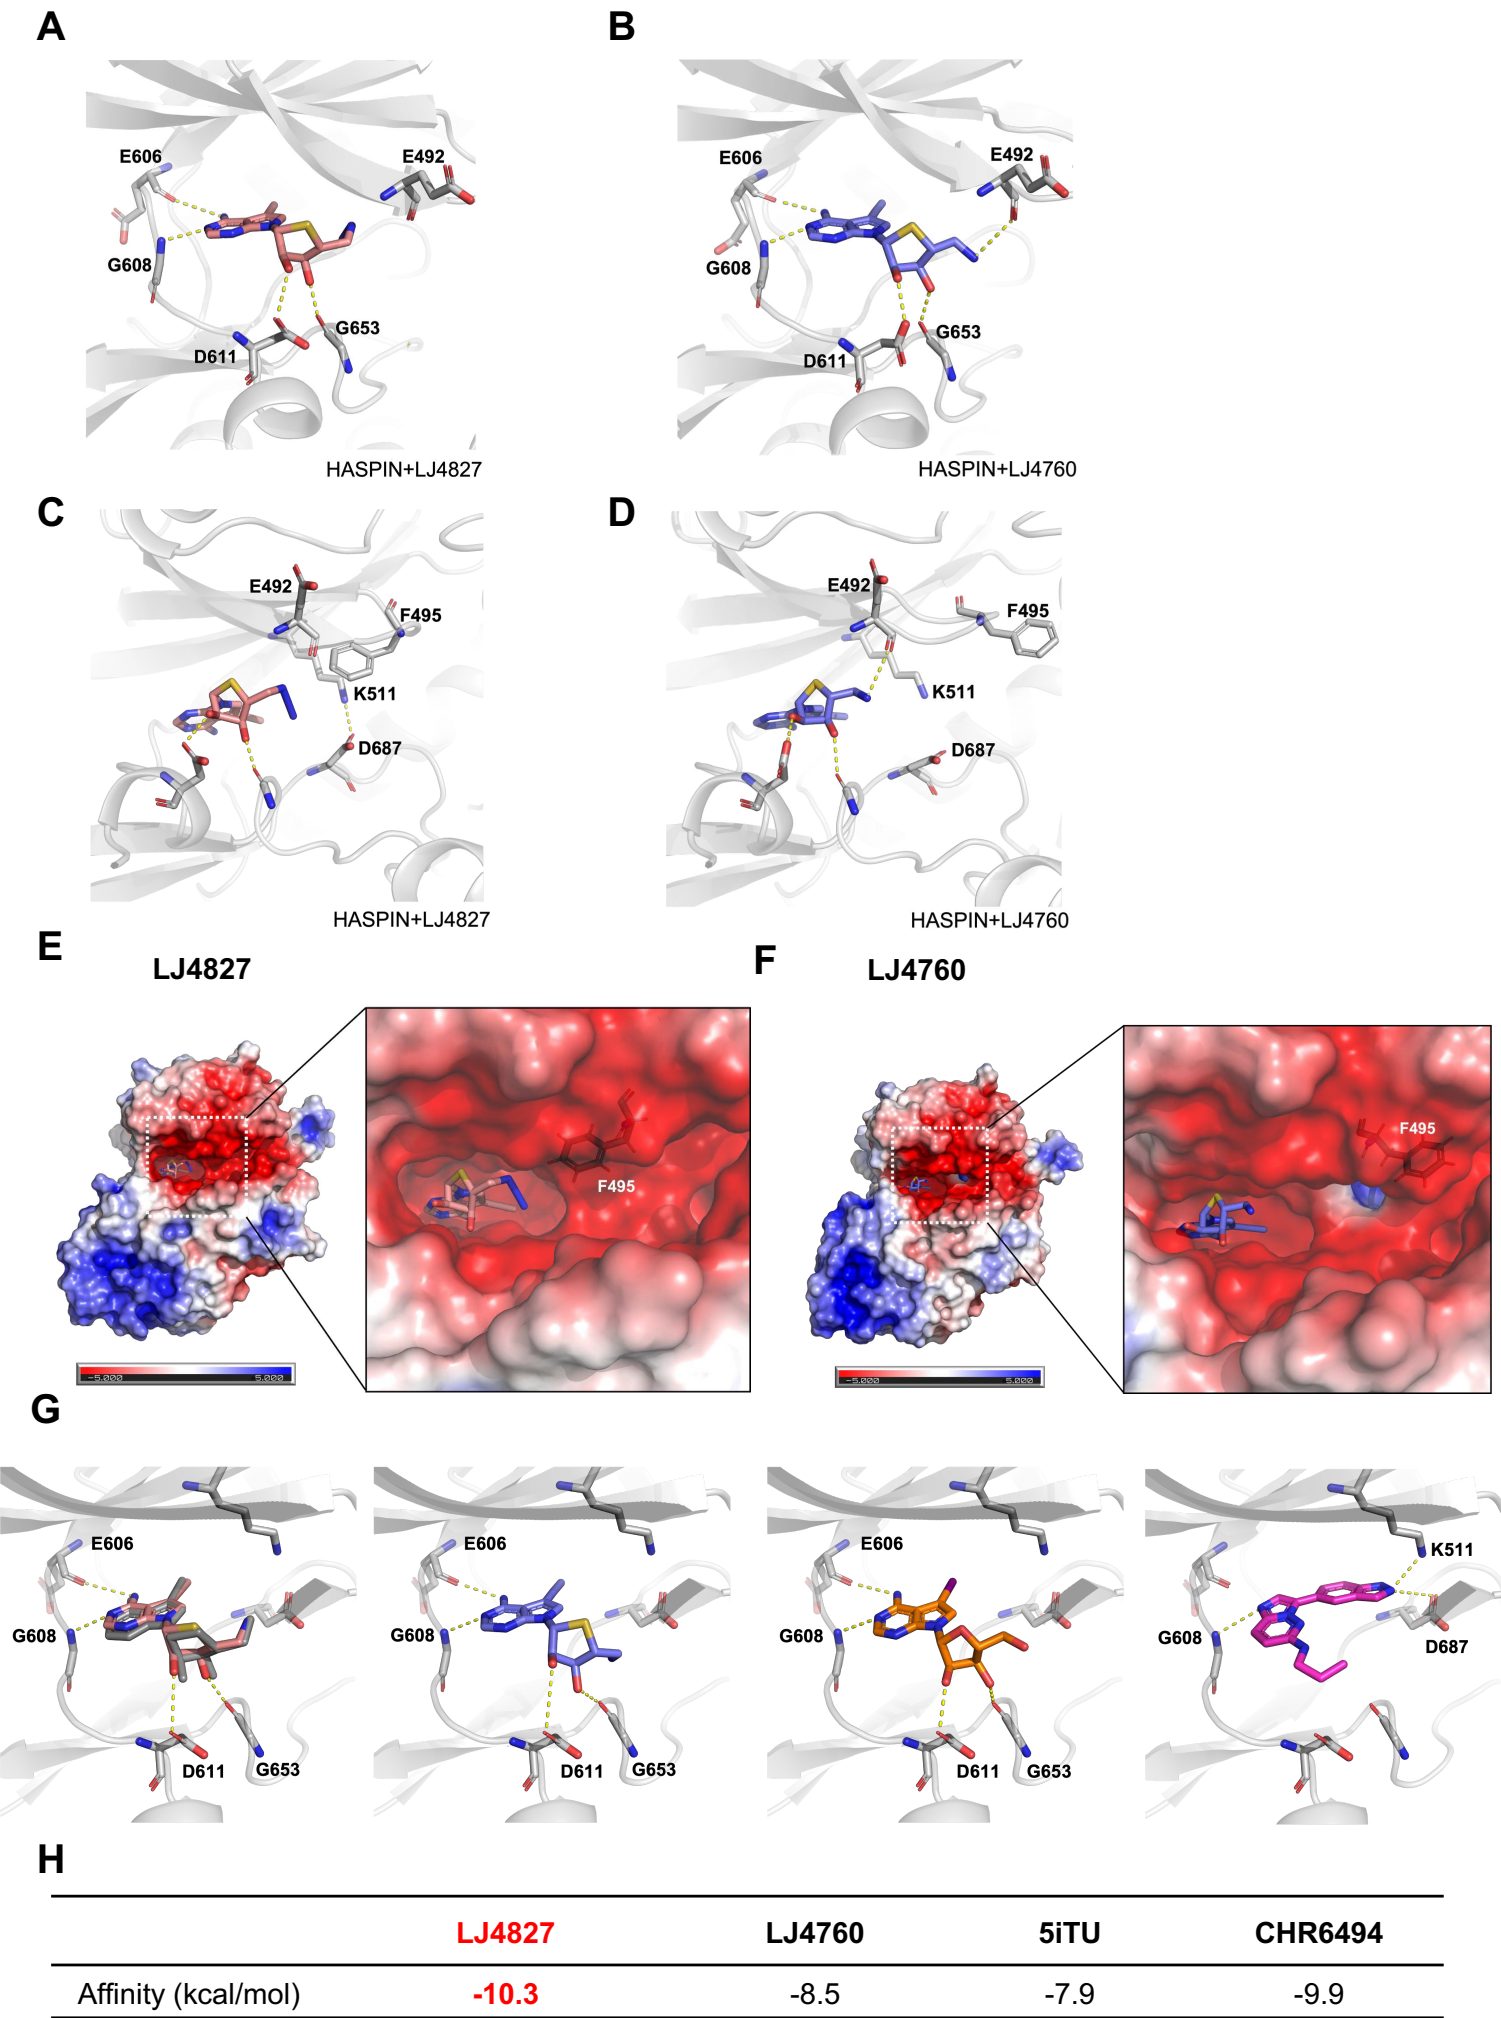 A
B
E606
E492
G608
G653
D611
HASPIN+LJ4827
E606
E492
G608
G653
D611
HASPIN+LJ4760
C
D
E492
F495
K511
D687
HASPIN+LJ4827
E492
F495
K511
D687
HASPIN+LJ4760
E
LJ4827
F
LJ4760
F495
-5.000 5.000
F495
-5.000 5.000
G
E606
G608
D611
G653
E606
G608
D611
G653
E606
G608
D611
G653
K511
G608
D687
H
LJ4827 LJ4760 5iTU CHR6494
Affinity (kcal/mol) -10.3 -8.5 -7.9 -9.9